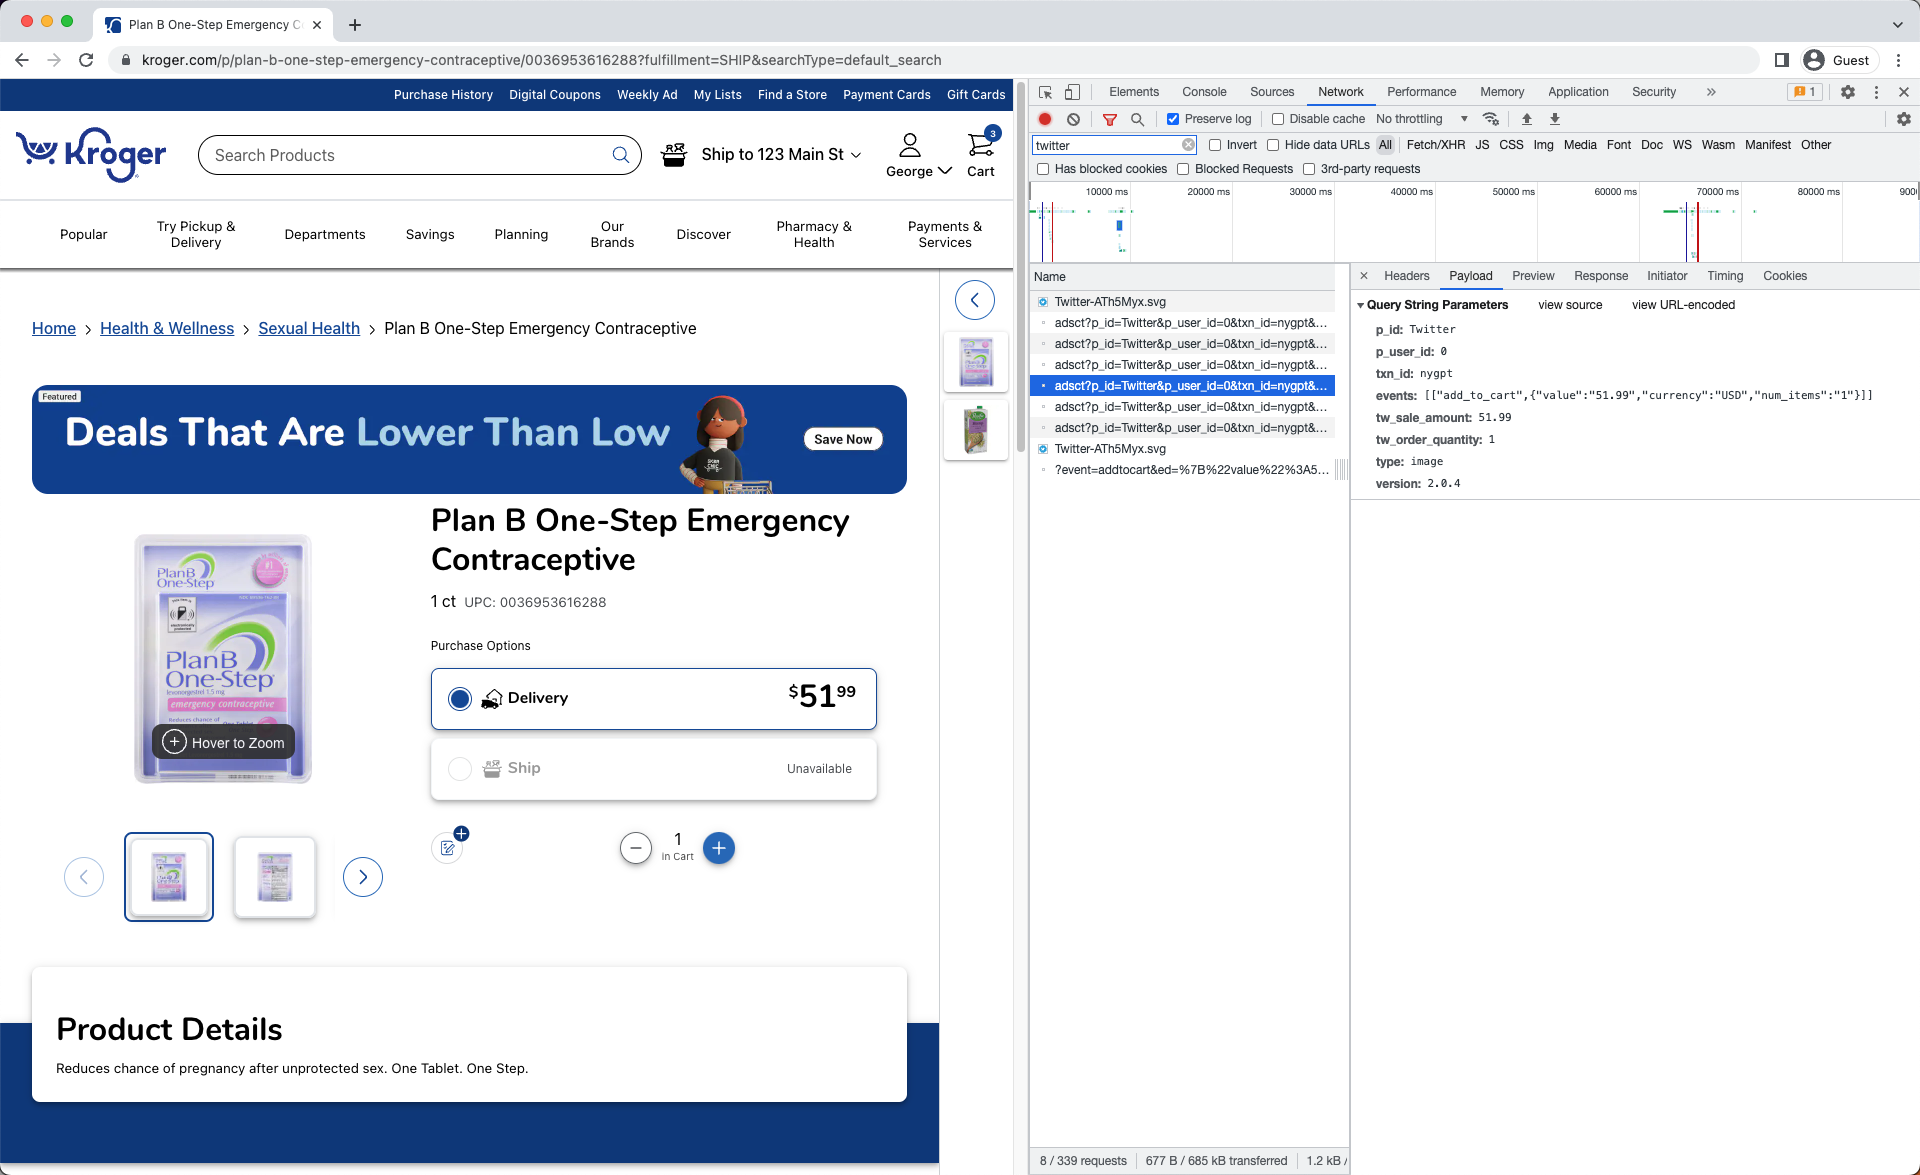 Plan B One-Step Emergency C
kroger.com/p/plan-b-one-step-emergency-contraceptive/0036953616288?fulfillment=SHIP&searchType=default_search
Guest
Purchase History Digital Coupons Weekly Ad My Lists Find a Store Payment Cards Gift Cards
Kroger
Search Products
Ship to 123 Main St
George
3
Cart
Popular
Try Pickup &
Delivery
Departments
Savings
Planning
Our
Brands
Discover
Pharmacy &
Health
Payments &
Services
Home > Health & Wellness > Sexual Health > Plan B One-Step Emergency Contraceptive
Featured
Deals That Are Lower Than Low
Save Now
Plan B One-Step Emergency
Contraceptive
1 ct UPC: 0036953616288
Purchase Options
Delivery
$51 99
Ship
Unavailable
1
In Cart
Plan B
One-Step
Plan B
One-Step
levonorgestrel 1.5 mg
emergency contraceptive
Reduces chance of
Hover to Zoom
Product Details
Reduces chance of pregnancy after unprotected sex. One Tablet. One Step.
Elements Console Sources Network Performance Memory Application Security
1
Preserve log Disable cache No throttling
twitter
Invert Hide data URLs All Fetch/XHR JS CSS Img Media Font Doc WS Wasm Manifest Other
Has blocked cookies Blocked Requests 3rd-party requests
10000 ms 20000 ms 30000 ms 40000 ms 50000 ms 60000 ms 70000 ms 80000 ms 900
Name
Twitter-ATh5Myx.svg
adsct?p_id=Twitter&p_user_id=0&txn_id=nygpt&...
adsct?p_id=Twitter&p_user_id=0&txn_id=nygpt&...
adsct?p_id=Twitter&p_user_id=0&txn_id=nygpt&...
adsct?p_id=Twitter&p_user_id=0&txn_id=nygpt&...
adsct?p_id=Twitter&p_user_id=0&txn_id=nygpt&...
adsct?p_id=Twitter&p_user_id=0&txn_id=nygpt&...
Twitter-ATh5Myx.svg
?event=addtocart&ed=%7B%22value%22%3A5...
Headers Payload Preview Response Initiator Timing Cookies
Query String Parameters view source view URL-encoded
p_id: Twitter
p_user_id: 0
txn_id: nygpt
events: [["add_to_cart",{"value":"51.99","currency":"USD","num_items":"1"}]]
tw_sale_amount: 51.99
tw_order_quantity: 1
type: image
version: 2.0.4
8 / 339 requests 677 B / 685 kB transferred 1.2 kB /